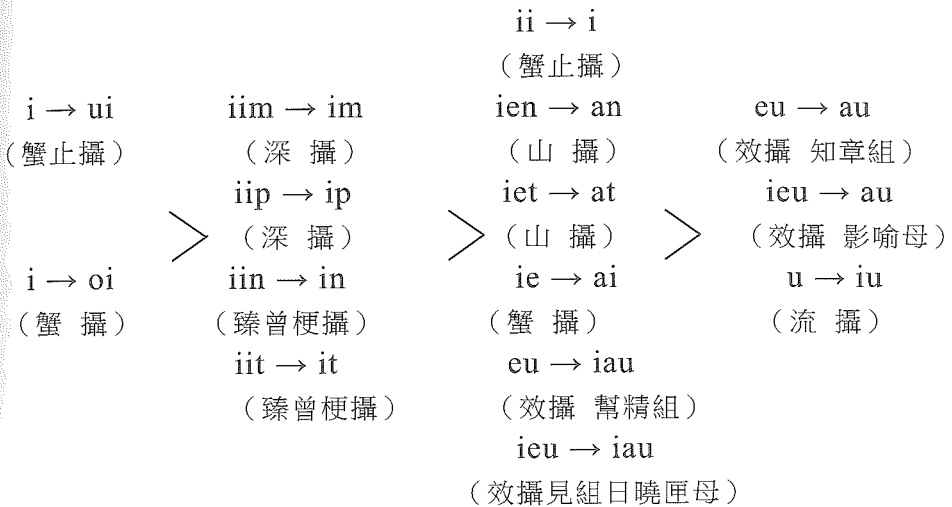 ii → i
（蟹止攝）
i → ui iim → im ien → an eu → au
（蟹止攝） （深 攝） （山 攝） （效攝 知章組）
iip → ip iet → at ieu → au
（深 攝） （山 攝） （效攝 影喻母）
> > >
i → oi iin → in ie → ai u → iu
（蟹 攝） （臻曾梗攝） （蟹 攝） （流 攝）
iit → it eu → iau
（臻曾梗攝） （效攝 幫精組）
ieu → iau
（效攝見組日曉匣母）